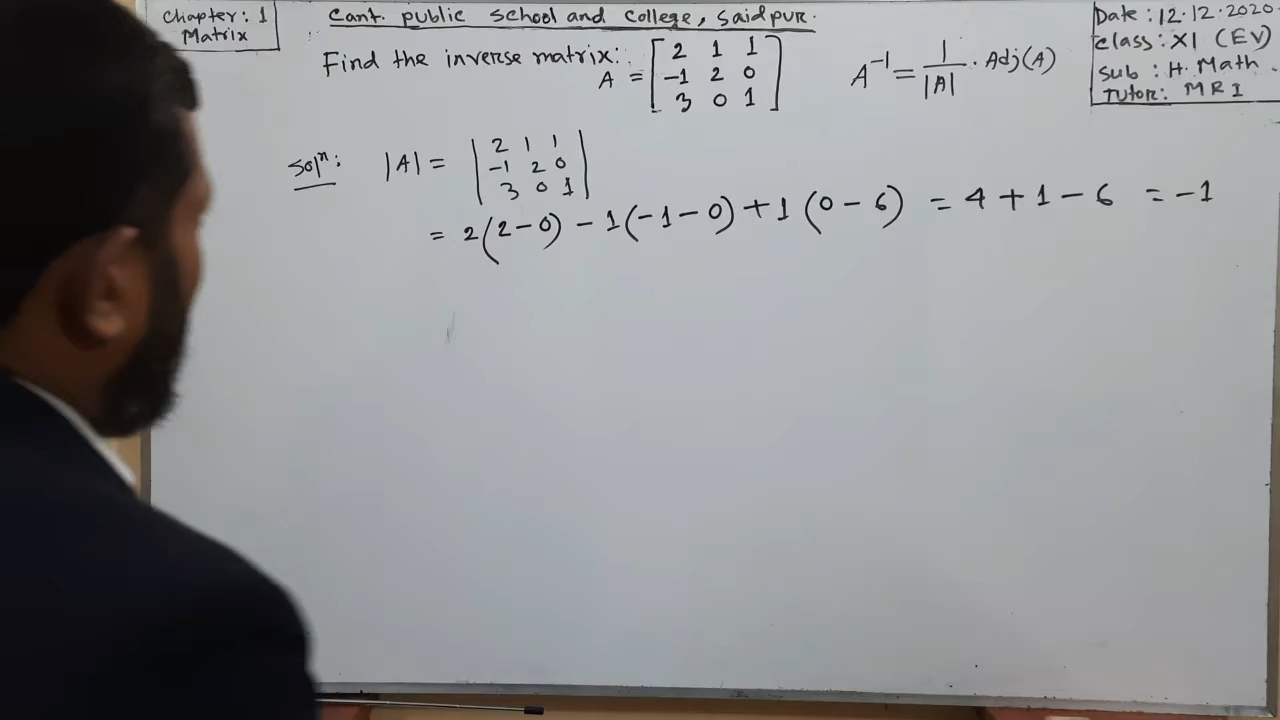 Chapter: 1
Matrix
Cant. public school and college, Saidpur.
Date: 12.12.2020
class: XI (EV)
Sub: H. Math.
Tutor: MRI
Find the inverse matrix: A = [2 1 1
-1 2 0
3 0 1]
A⁻¹ = 1/|A| · Adj(A)
Solⁿ: |A| = |2 1 1
-1 2 0
3 0 1|
= 2(2-0) - 1(-1-0) + 1(0-6) = 4+1-6 = -1